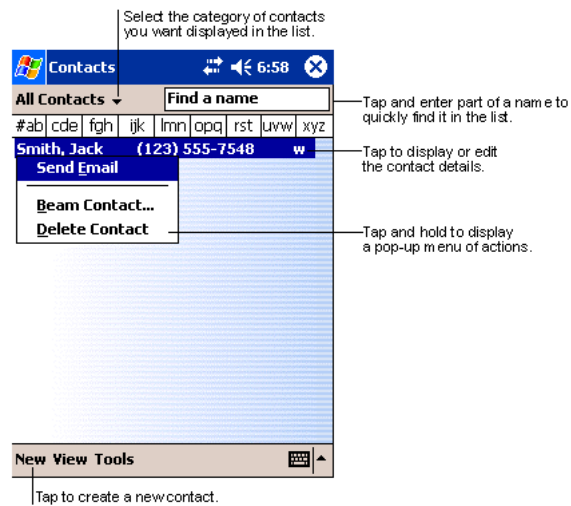 Select the category of contacts
you want displayed in the list.
Contacts 6:58
All Contacts Find a name
Tap and enter part of a name to
quickly find it in the list.
#ab cde fgh ijk lmn opq rst uvw xyz
Smith, Jack (123) 555-7548 w
Tap to display or edit
the contact details.
Send Email
Beam Contact...
Delete Contact
Tap and hold to display
a pop-up menu of actions.
New View Tools
Tap to create a new contact.